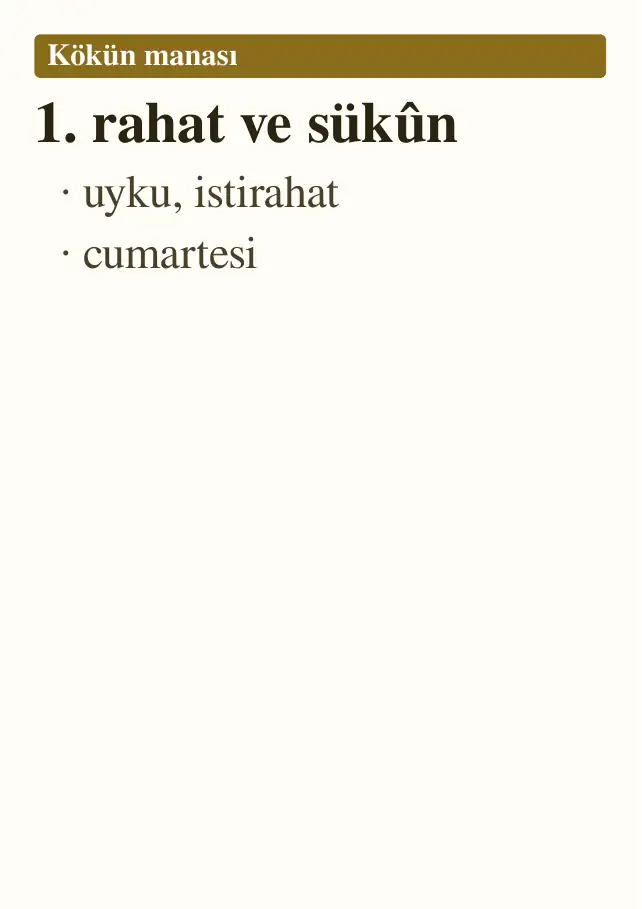 Kökün manası
1. rahat ve sükûn
· uyku, istirahat
· cumartesi